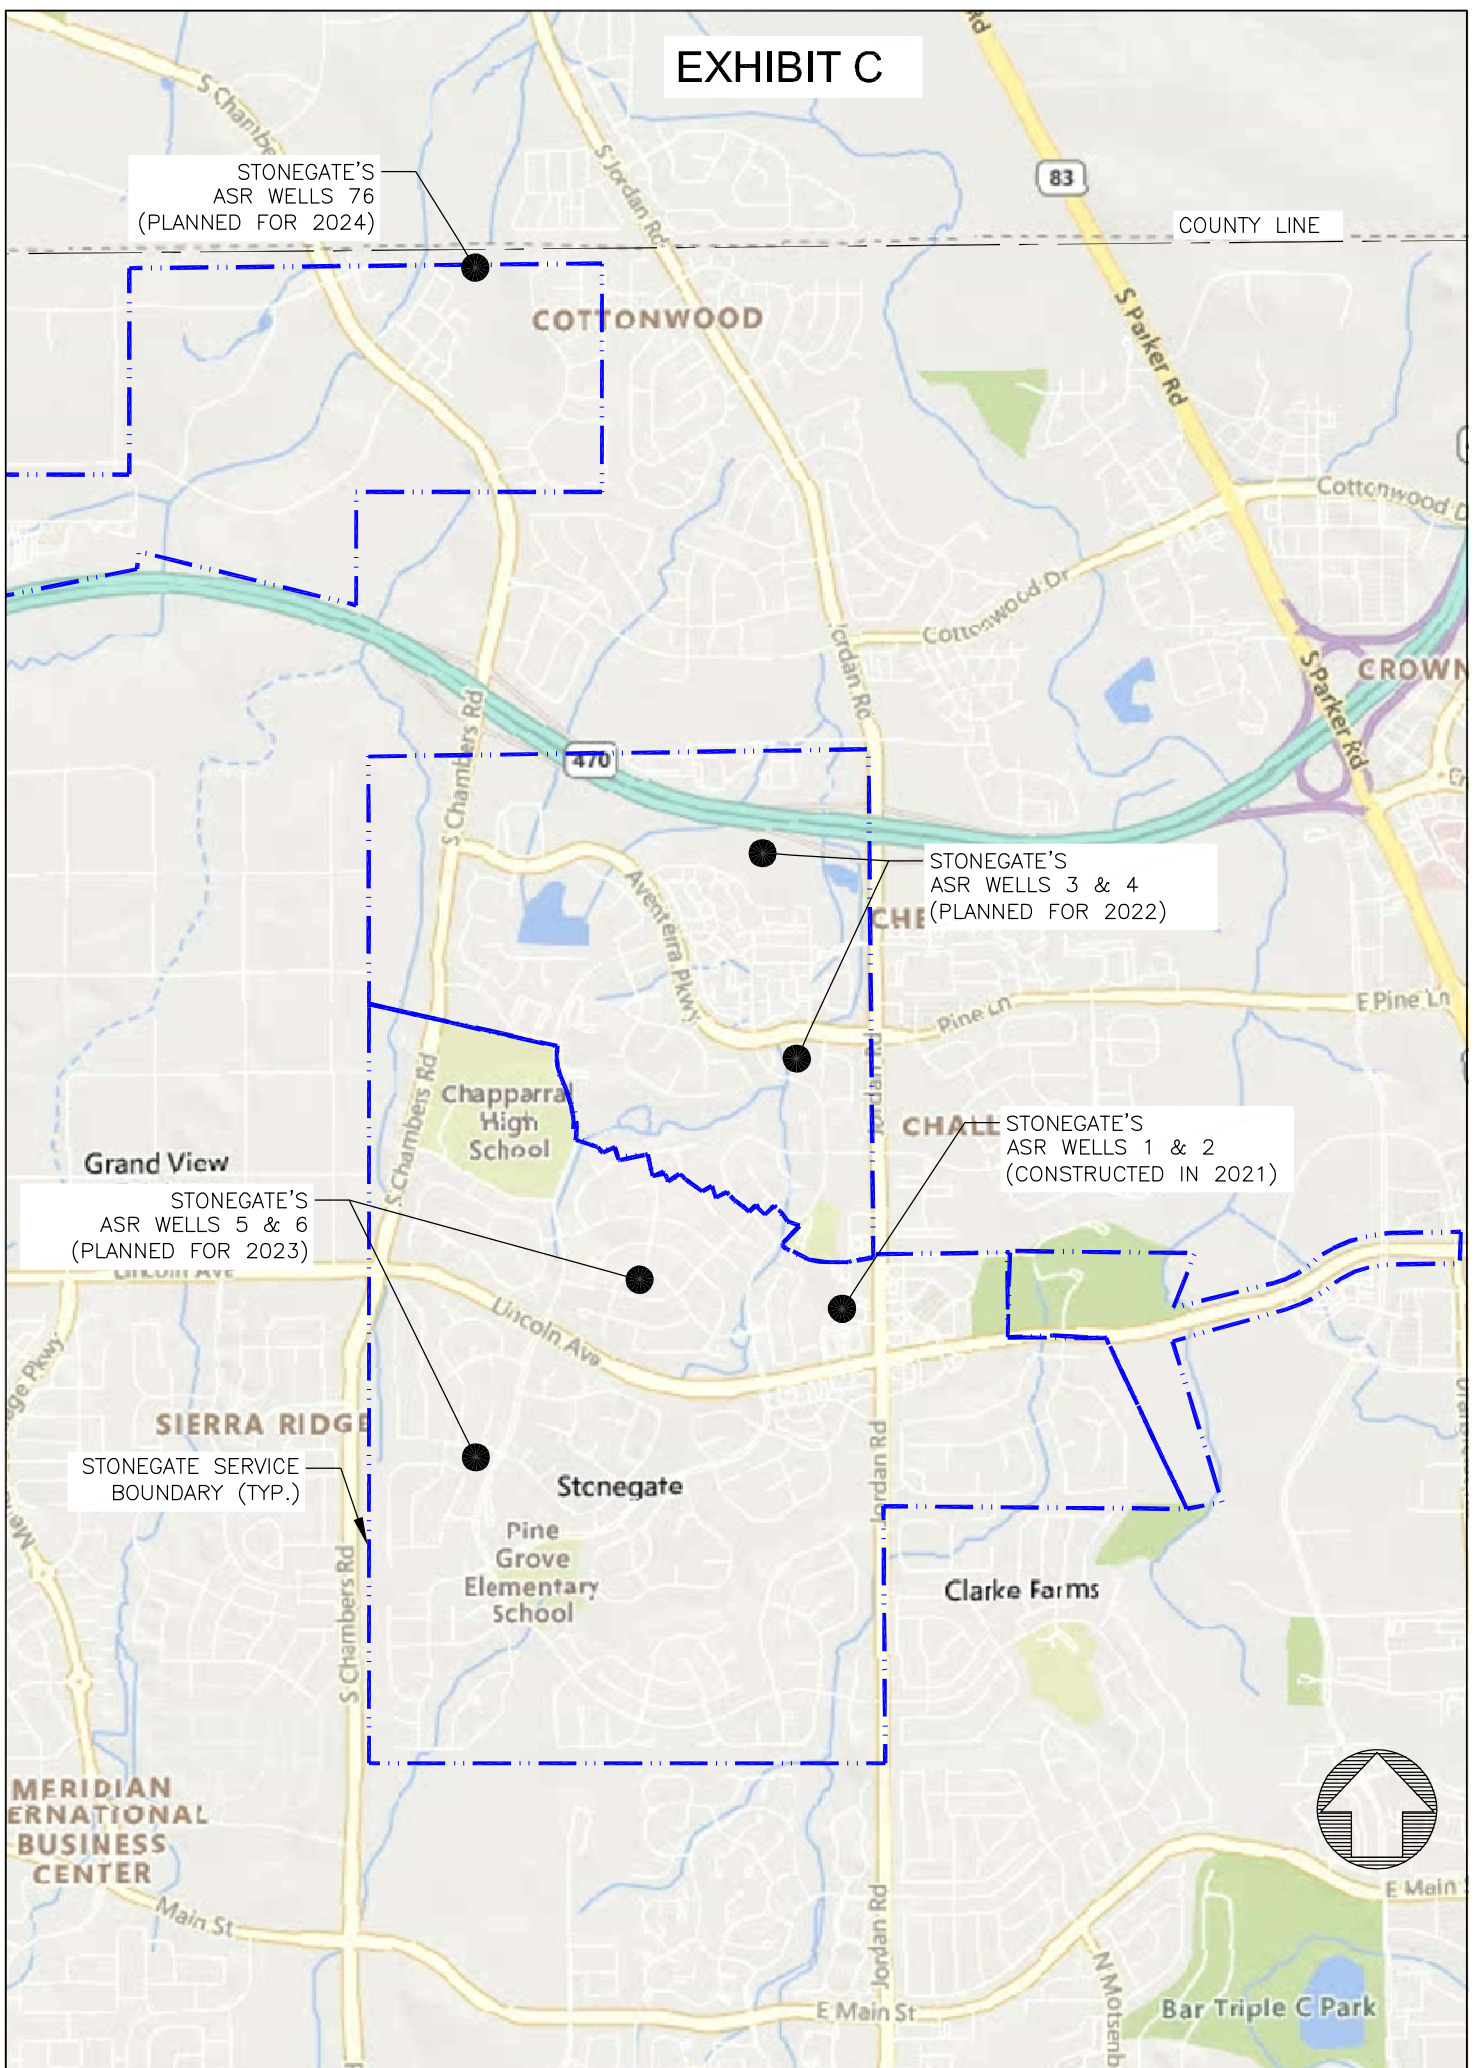 EXHIBIT C
S Chambe
S Jordan Rd
Rd
83
STONEGATE'S
ASR WELLS 76
(PLANNED FOR 2024)
COUNTY LINE
COTTONWOOD
S Parker Rd
Cottonwood D
Cottonwood Dr
Jordan Rd
S Parker Rd
CROWN
S Chambers Rd
470
STONEGATE'S
ASR WELLS 3 & 4
(PLANNED FOR 2022)
CHE
Aventerra Pkwy
E Pine Ln
Pine Ln
Jordan Rd
S Chambers Rd
Chapparral
High
School
CHALL
STONEGATE'S
ASR WELLS 1 & 2
(CONSTRUCTED IN 2021)
Grand View
STONEGATE'S
ASR WELLS 5 & 6
(PLANNED FOR 2023)
Lincoln Ave
Lincoln Ave
ge Pkwy
SIERRA RIDGE
STONEGATE SERVICE
BOUNDARY (TYP.)
Stonegate
Jordan Rd
Me
Pine
Grove
Elementary
School
Clarke Farms
S Chambers Rd
MERIDIAN
ERNATIONAL
BUSINESS
CENTER
Main St
E Main
Jordan Rd
N Motsenb
E Main St
Bar Triple C Park